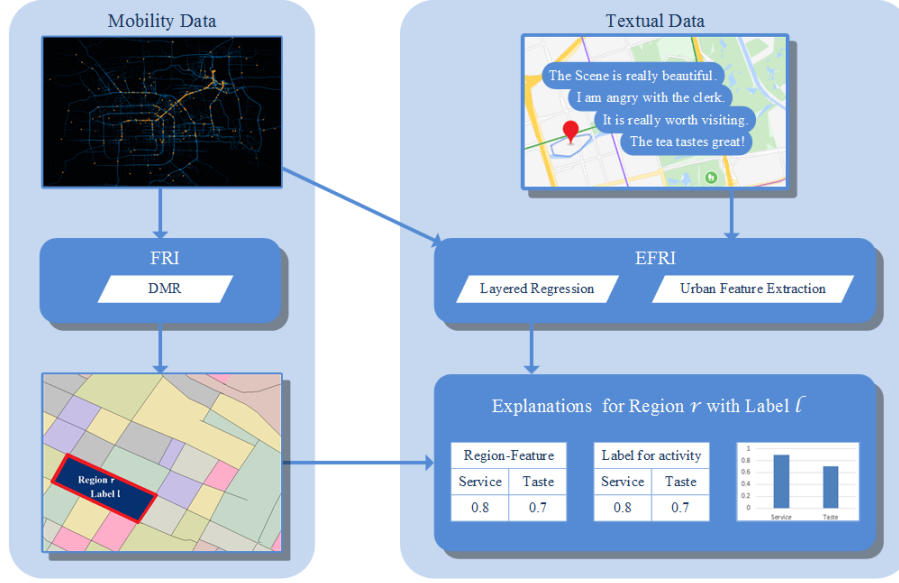 Mobility Data
Textual Data
The Scene is really beautiful.
I am angry with the clerk.
It is really worth visiting.
The tea tastes great!
FRI
DMR
EFRI
Layered Regression
Urban Feature Extraction
Region r
Label l
Explanations for Region r with Label l
Region-Feature
Service Taste
0.8 0.7
Label for activity
Service Taste
0.8 0.7
1
0.8
0.6
0.4
0.2
0
Service Taste